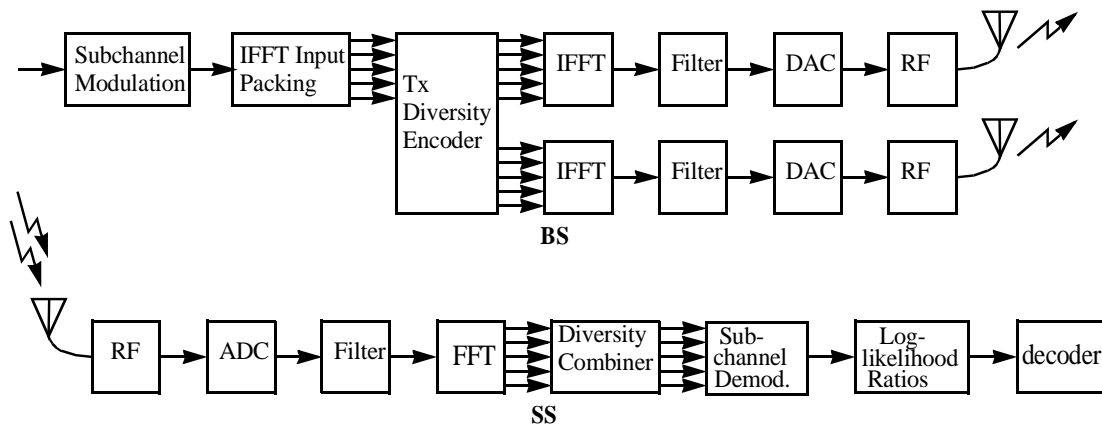 Subchannel
Modulation
IFFT Input
Packing
Tx
Diversity
Encoder
IFFT
Filter
DAC
RF
IFFT
Filter
DAC
RF
BS
RF
ADC
Filter
FFT
Diversity
Combiner
Sub-
channel
Demod.
Log-
likelihood
Ratios
decoder
SS